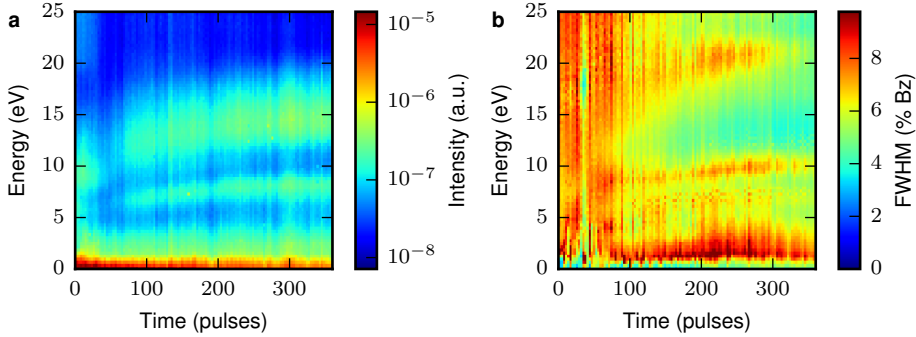 a
25
20
15
10
5
0
Energy (eV)
0 100 200 300
Time (pulses)
10⁻⁵
10⁻⁶
10⁻⁷
10⁻⁸
Intensity (a.u.)
b
25
20
15
10
5
0
Energy (eV)
0 100 200 300
Time (pulses)
8
6
4
2
0
FWHM (% Bz)